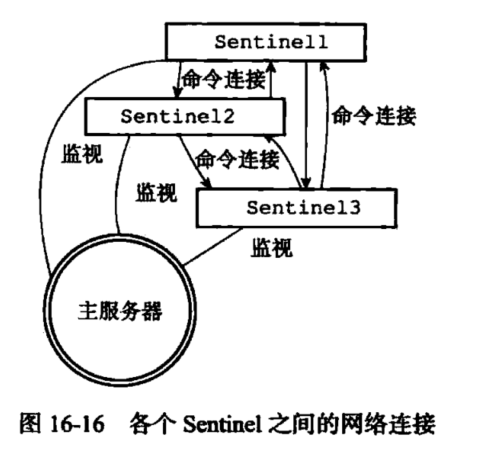 Sentinel1
命令连接
Sentinel2
命令连接
监视
命令连接
监视
Sentinel3
监视
主服务器
图 16-16 各个 Sentinel 之间的网络连接